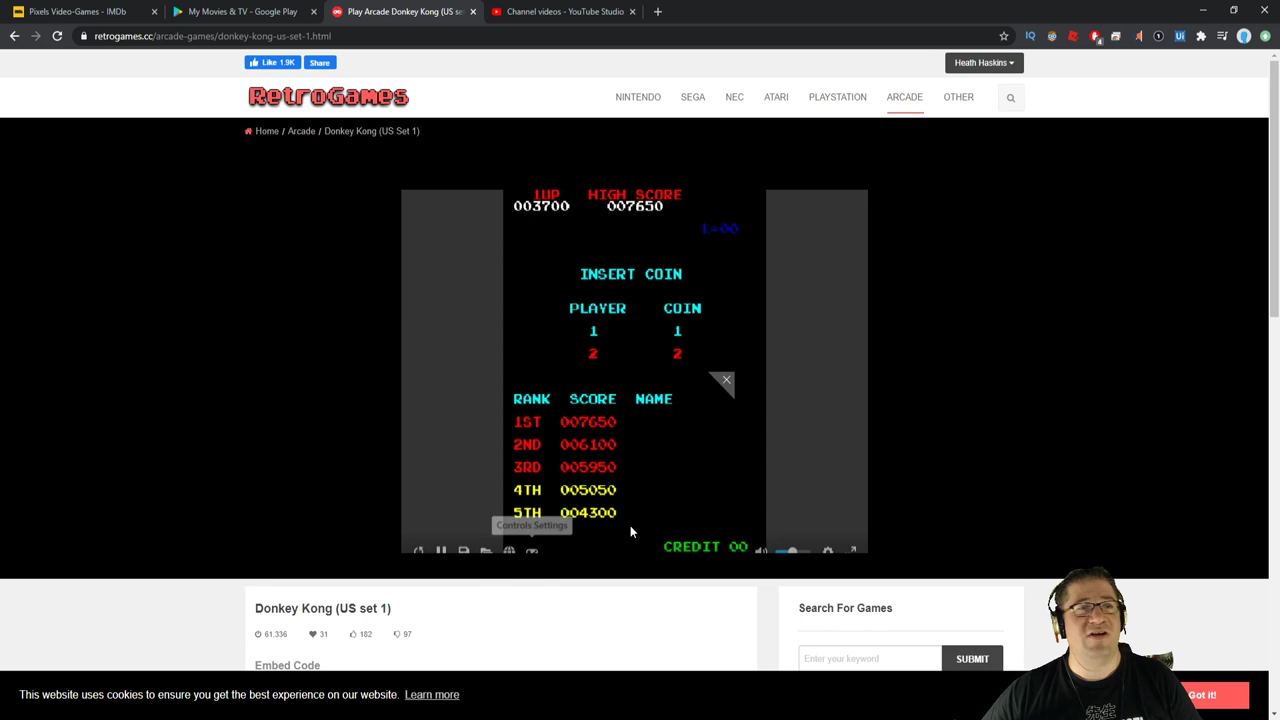 Pixels Video-Games - IMDb
My Movies & TV - Google Play
Play Arcade Donkey Kong (US se
Channel videos - YouTube Studio
retrogames.cc/arcade-games/donkey-kong-us-set-1.html
Like 1.9K
Share
Heath Haskins
RetroGames
NINTENDO
SEGA
NEC
ATARI
PLAYSTATION
ARCADE
OTHER
Home / Arcade / Donkey Kong (US Set 1)
1UP HIGH SCORE
003700 007650
L=00
INSERT COIN
PLAYER COIN
1 1
2 2
RANK SCORE NAME
1ST 007650
2ND 006100
3RD 005950
4TH 005050
5TH 004300
Controls Settings
CREDIT 00
Donkey Kong (US set 1)
61,336
31
182
97
Embed Code
Search For Games
Enter your keyword
SUBMIT
This website uses cookies to ensure you get the best experience on our website. Learn more
Got it!
先生